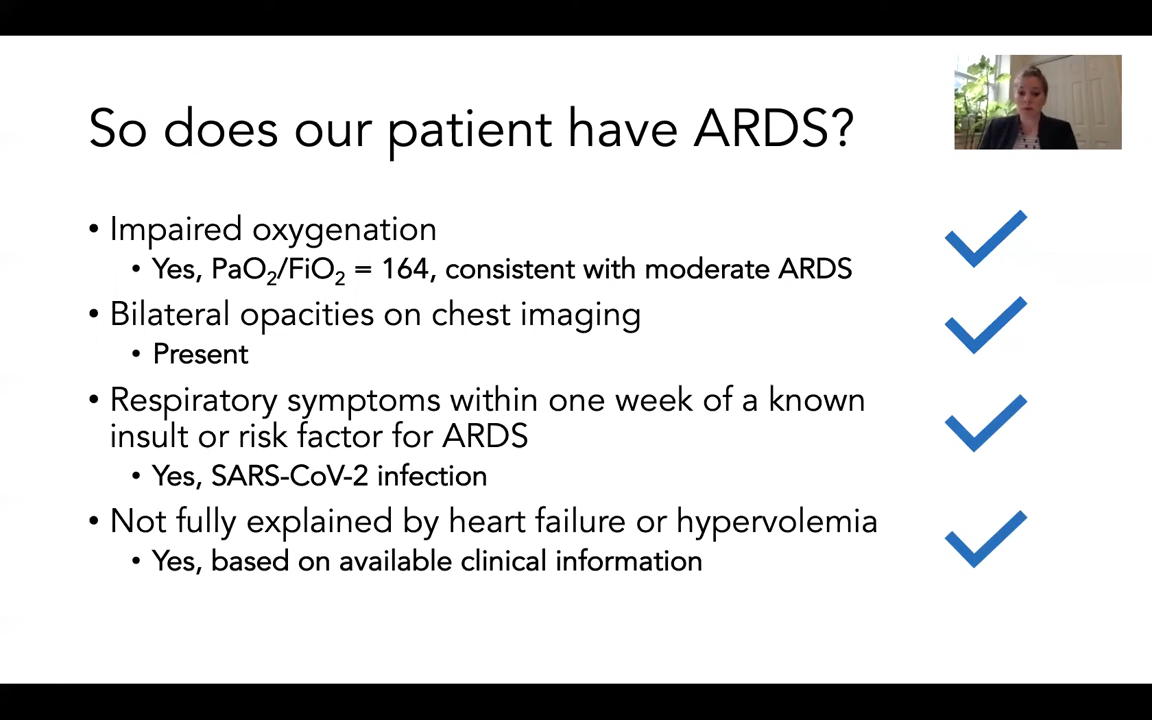 So does our patient have ARDS?
• Impaired oxygenation
• Yes, PaO₂/FiO₂ = 164, consistent with moderate ARDS
• Bilateral opacities on chest imaging
• Present
• Respiratory symptoms within one week of a known
insult or risk factor for ARDS
• Yes, SARS-CoV-2 infection
• Not fully explained by heart failure or hypervolemia
• Yes, based on available clinical information